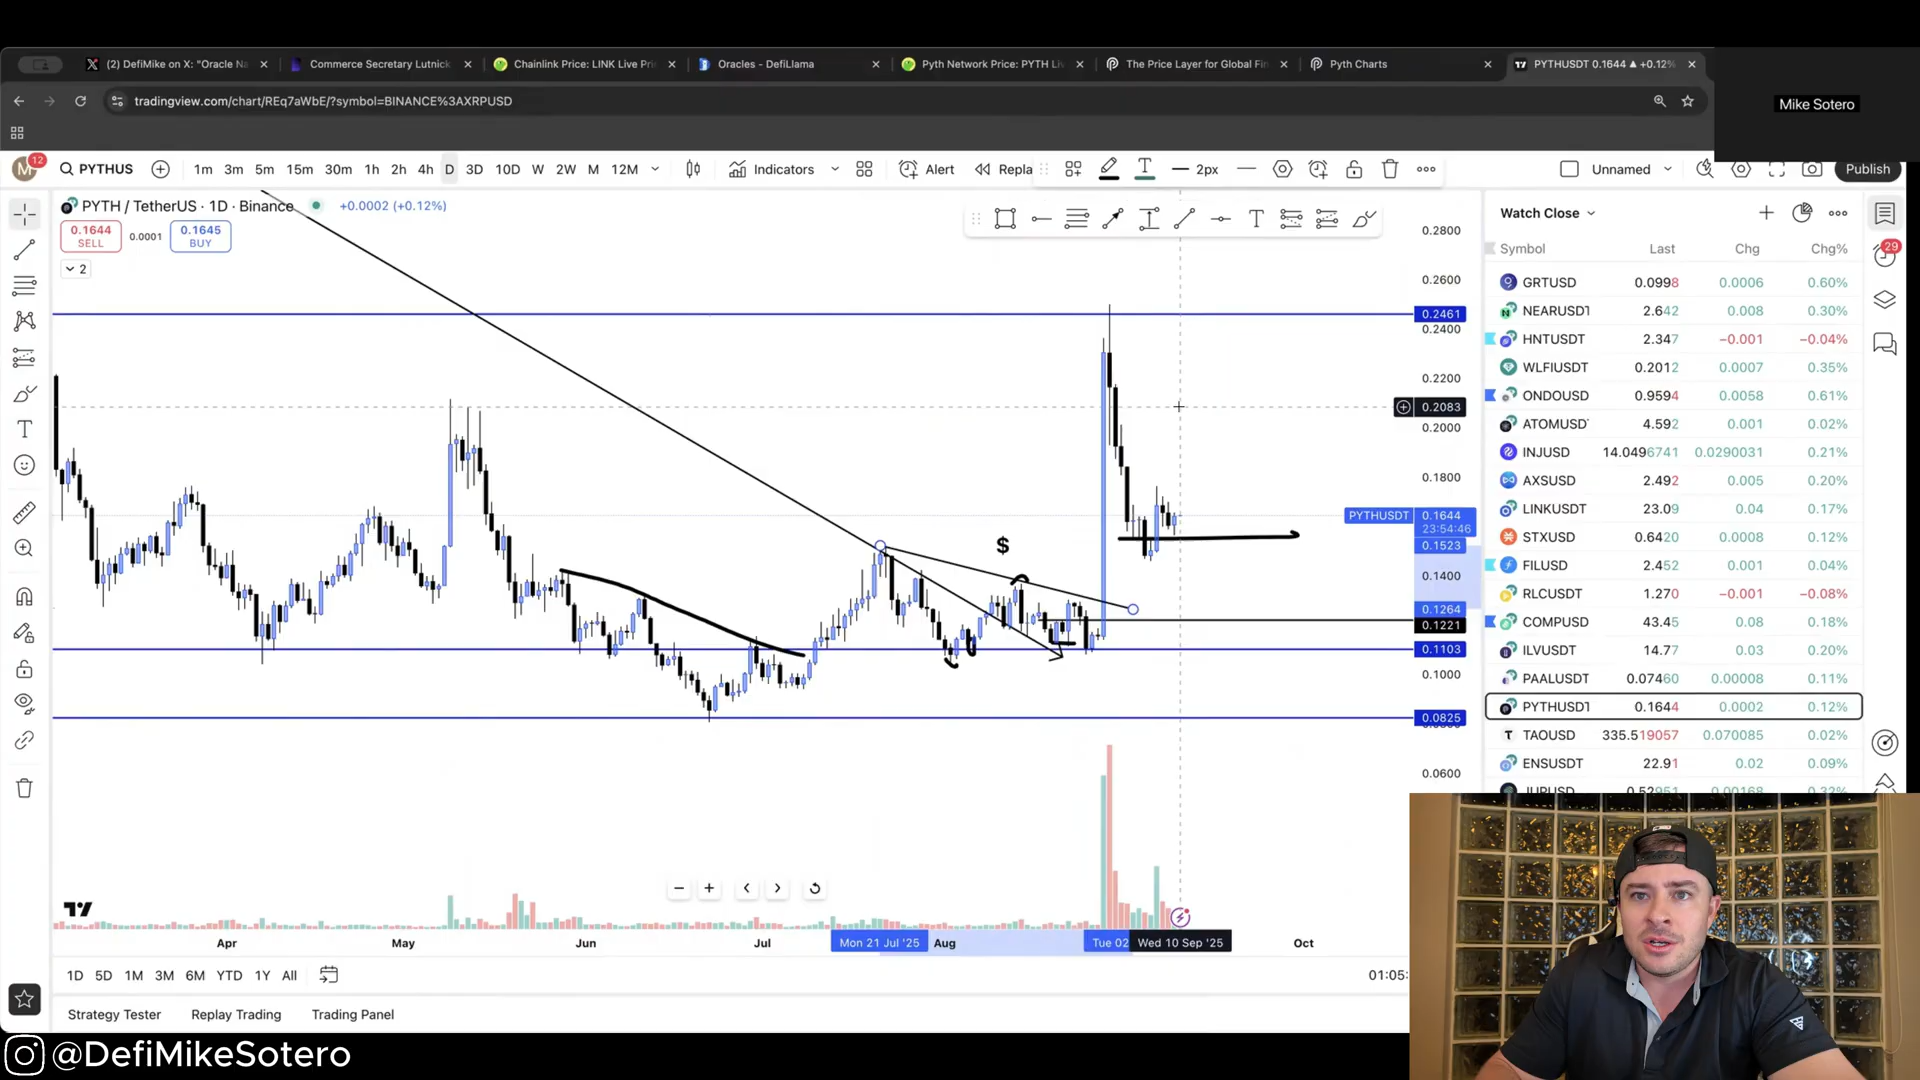 (2) DefiMike on X: "Oracle Na
Commerce Secretary Lutnick
Chainlink Price: LINK Live Pri
Oracles - DefiLlama
Pyth Network Price: PYTH Li
The Price Layer for Global Fin
Pyth Charts
PYTHUSDT 0.1644 ▲ +0.12%
tradingview.com/chart/REq7aWbE/?symbol=BINANCE%3AXRPUSD
Mike Sotero
M 12 PYTHUS 1m 3m 5m 15m 30m 1h 2h 4h D 3D 10D W 2W M 12M Indicators Alert Repla 2px Unnamed Publish
PYTH / TetherUS · 1D · Binance +0.0002 (+0.12%)
0.1644 SELL 0.0001 0.1645 BUY
2
$
0.2800
0.2600
0.2461
0.2400
0.2200
0.2083
0.2000
0.1800
PYTHUSDT 0.1644
23:54:46
0.1523
0.1400
0.1264
0.1221
0.1103
0.1000
0.0825
0.0600
Apr May Jun Jul Mon 21 Jul '25 Aug Tue 02 Wed 10 Sep '25 Oct
1D 5D 1M 3M 6M YTD 1Y All 01:05:
Strategy Tester Replay Trading Trading Panel
Watch Close
29
Symbol Last Chg Chg%
GRTUSD 0.0998 0.0006 0.60%
NEARUSDT 2.642 0.008 0.30%
HNTUSDT 2.347 −0.001 −0.04%
WLFIUSDT 0.2012 0.0007 0.35%
ONDOUSD 0.9594 0.0058 0.61%
ATOMUSD 4.592 0.001 0.02%
INJUSD 14.0496741 0.0290031 0.21%
AXSUSD 2.492 0.005 0.20%
LINKUSDT 23.09 0.04 0.17%
STXUSD 0.6420 0.0008 0.12%
FILUSD 2.452 0.001 0.04%
RLCUSDT 1.270 −0.001 −0.08%
COMPUSD 43.45 0.08 0.18%
ILVUSDT 14.77 0.03 0.20%
PAALUSDT 0.07460 0.00008 0.11%
PYTHUSDT 0.1644 0.0002 0.12%
TAOUSD 335.519057 0.070085 0.02%
ENSUSDT 22.91 0.02 0.09%
JUPUSD 0.52951 0.00168 0.32%
@DefiMikeSotero